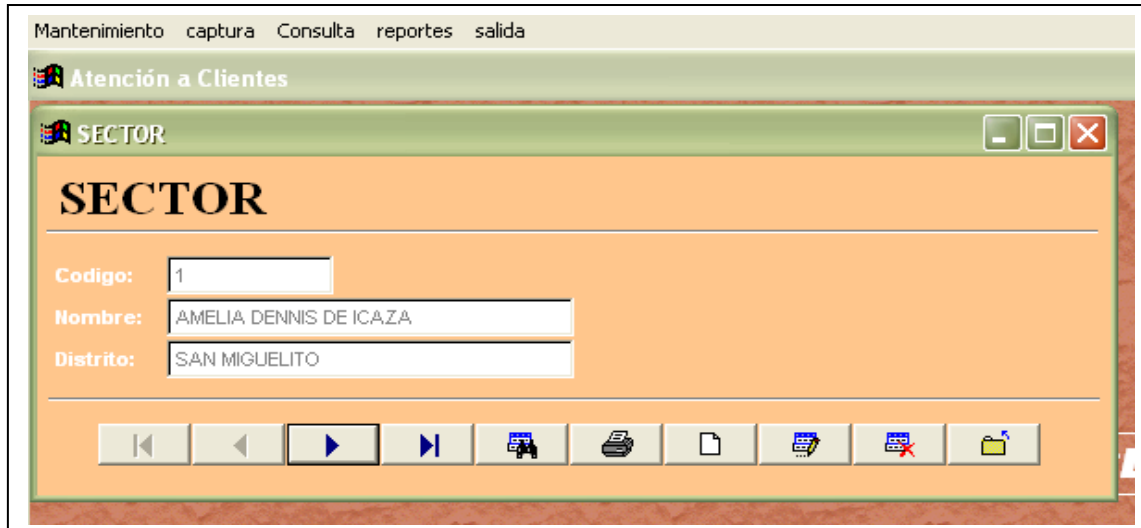 Mantenimiento captura Consulta reportes salida
Atención a Clientes
SECTOR
SECTOR
Codigo: 1
Nombre: AMELIA DENNIS DE ICAZA
Distrito: SAN MIGUELITO